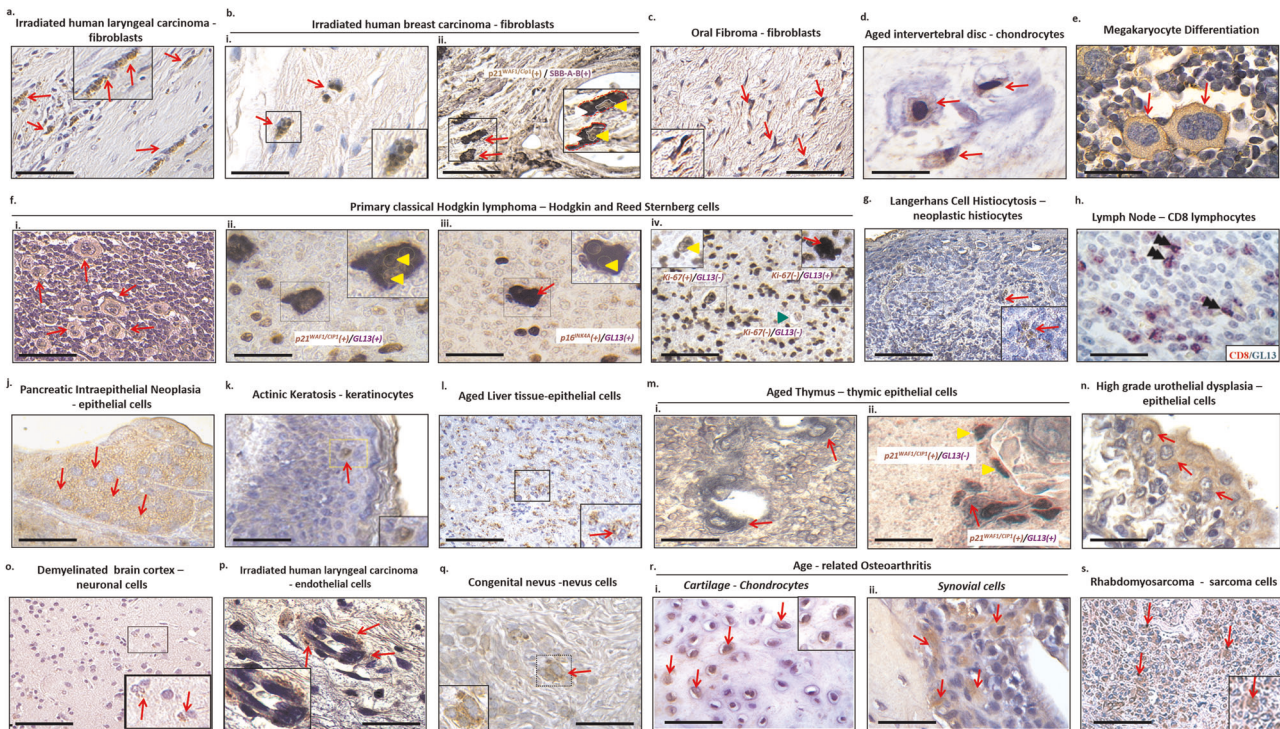 a.
Irradiated human laryngeal carcinoma -
fibroblasts
b.
Irradiated human breast carcinoma - fibroblasts
i.
ii.
p21WAF1/Cip1(+) / SBB-A-B(+)
c.
Oral Fibroma - fibroblasts
d.
Aged intervertebral disc - chondrocytes
e.
Megakaryocyte Differentiation
f.
Primary classical Hodgkin lymphoma – Hodgkin and Reed Sternberg cells
i.
ii.
p21WAF1/CIP1(+)/GL13(+)
iii.
p16INK4A(+)/GL13(+)
iv.
Ki-67(+)/GL13(-)
Ki-67(-)/GL13(+)
Ki-67(-)/GL13(-)
g.
Langerhans Cell Histiocytosis –
neoplastic histiocytes
h.
Lymph Node – CD8 lymphocytes
CD8/GL13
j.
Pancreatic Intraepithelial Neoplasia
- epithelial cells
k.
Actinic Keratosis - keratinocytes
l.
Aged Liver tissue-epithelial cells
m.
Aged Thymus – thymic epithelial cells
i.
ii.
p21WAF1/CIP1(+)/GL13(-)
p21WAF1/CIP1(+)/GL13(+)
n.
High grade urothelial dysplasia –
epithelial cells
o.
Demyelinated brain cortex–
neuronal cells
p.
Irradiated human laryngeal carcinoma
- endothelial cells
q.
Congenital nevus -nevus cells
r.
Age - related Osteoarthritis
i.
Cartilage - Chondrocytes
ii.
Synovial cells
s.
Rhabdomyosarcoma - sarcoma cells